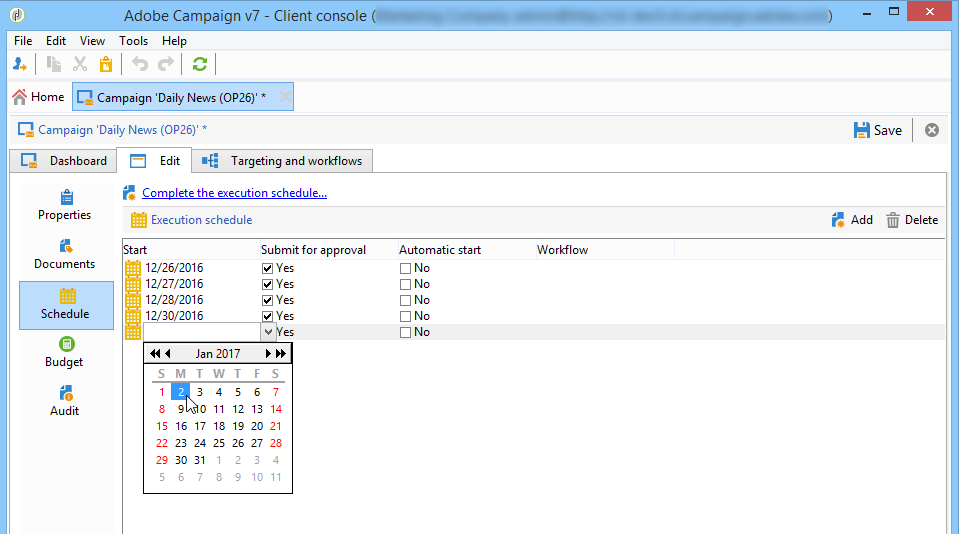 Adobe Campaign v7 - Client console (
File Edit View Tools Help
Home Campaign 'Daily News (OP26)' *
Campaign 'Daily News (OP26)' * Save
Dashboard Edit Targeting and workflows
Properties
Documents
Schedule
Budget
Audit
Complete the execution schedule...
Execution schedule Add Delete
Start Submit for approval Automatic start Workflow
12/26/2016 Yes No
12/27/2016 Yes No
12/28/2016 Yes No
12/30/2016 Yes No
Yes No
Jan 2017
S M T W T F S
1 2 3 4 5 6 7
8 9 10 11 12 13 14
15 16 17 18 19 20 21
22 23 24 25 26 27 28
29 30 31 1 2 3 4
5 6 7 8 9 10 11